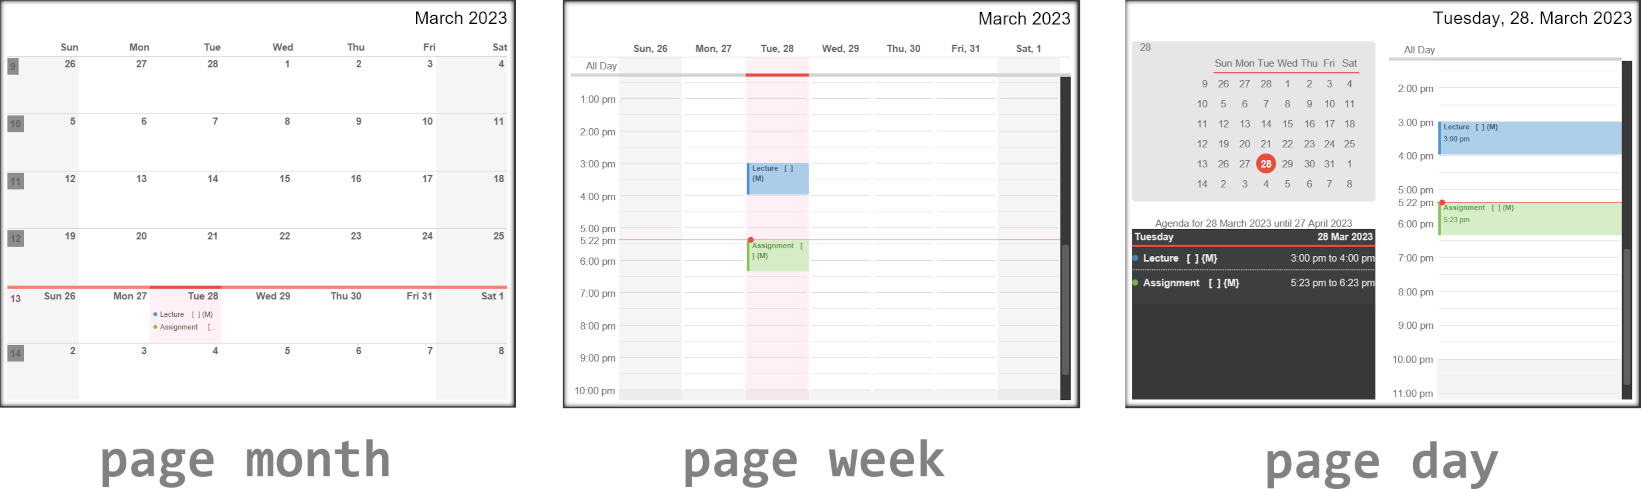 March 2023
Sun Mon Tue Wed Thu Fri Sat
9 26 27 28 1 2 3 4
10 5 6 7 8 9 10 11
11 12 13 14 15 16 17 18
12 19 20 21 22 23 24 25
13 Sun 26 Mon 27 Tue 28 Wed 29 Thu 30 Fri 31 Sat 1
Lecture [ ] {M}
Assignment [...
14 2 3 4 5 6 7 8
page month
March 2023
Sun, 26 Mon, 27 Tue, 28 Wed, 29 Thu, 30 Fri, 31 Sat, 1
All Day
1:00 pm
2:00 pm
3:00 pm
Lecture [ ]
{M}
4:00 pm
5:00 pm
5:22 pm
Assignment [
] {M}
6:00 pm
7:00 pm
8:00 pm
9:00 pm
10:00 pm
page week
Tuesday, 28. March 2023
28
Sun Mon Tue Wed Thu Fri Sat
9 26 27 28 1 2 3 4
10 5 6 7 8 9 10 11
11 12 13 14 15 16 17 18
12 19 20 21 22 23 24 25
13 26 27 28 29 30 31 1
14 2 3 4 5 6 7 8
Agenda for 28 March 2023 until 27 April 2023
Tuesday 28 Mar 2023
Lecture [ ] {M} 3:00 pm to 4:00 pm
Assignment [ ] {M} 5:23 pm to 6:23 pm
All Day
2:00 pm
3:00 pm
Lecture [ ] {M}
3:00 pm
4:00 pm
5:00 pm
5:22 pm
Assignment [ ] {M}
5:23 pm
6:00 pm
7:00 pm
8:00 pm
9:00 pm
10:00 pm
11:00 pm
page day